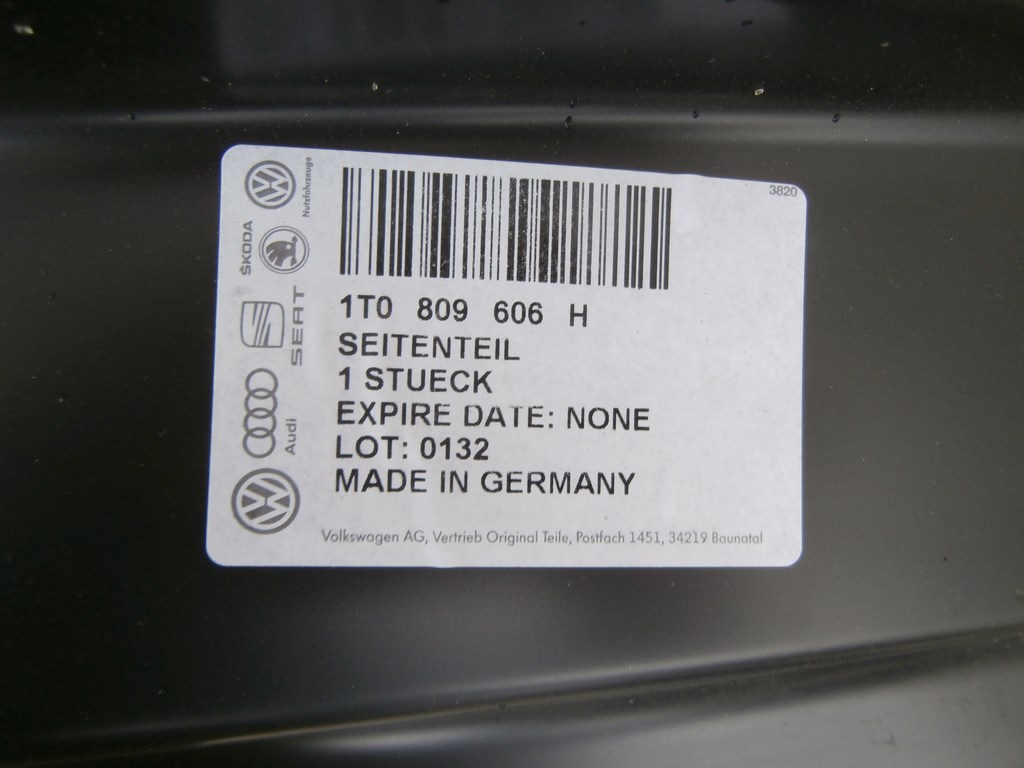 3820
1T0 809 606 H
SEITENTEIL
1 STUECK
EXPIRE DATE: NONE
LOT: 0132
MADE IN GERMANY
Volkswagen AG, Vertrieb Original Teile, Postfach 1451, 34219 Baunatal
Nutzfahrzeuge
ŠKODA
SEAT
Audi